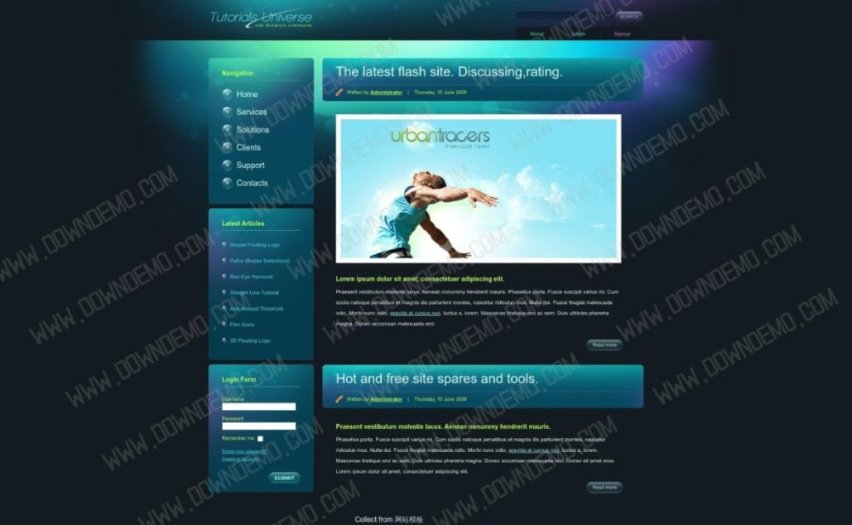 Tutorials Universe
web designers community
SEARCH
About
Login
Signup
Navigation
Home
Services
Solutions
Clients
Support
Contacts
Latest Articles
Simple Floating Logo
Paths (Bezier Selections)
Red Eye Removal
Straight Line Tutorial
Anti-Aliased Threshold
Film Grain
3D Floating Logo
Login Form
Username
Password
Remember me
SUBMIT
The latest flash site. Discussing,rating.
Written by Administrator | Thursday, 15 June 2009
urbantracers
PARKOUR TEAM
Lorem ipsum dolor sit amet, consectetuer adipiscing elit.
Praesent vestibulum molestie lacus. Aenean nonummy hendrerit mauris. Phasellus porta. Fusce suscipit varius mi. Cum
sociis natoque penatibus et magnis dis parturient montes, nascetur ridiculus mus. Nulla dui. Fusce feugiat malesuada
odio. Morbi nunc odio, gravida at cursus nec, luctus a, lorem. Maecenas tristique orci ac sem. Duis ultricies pharetra
magna. Donec accumsan malesuada orci.
Read more
Hot and free site spares and tools.
Written by Administrator | Thursday, 15 June 2009
Praesent vestibulum molestie lacus. Aenean nonummy hendrerit mauris.
Phasellus porta. Fusce suscipit varius mi. Cum sociis natoque penatibus et magnis dis parturient montes, nascetur
ridiculus mus. Nulla dui. Fusce feugiat malesuada odio. Morbi nunc odio, gravida at cursus nec, luctus a, lorem.
Maecenas tristique orci ac sem. Duis ultricies pharetra magna. Donec accumsan malesuada orci. Donec sit amet eros.
Lorem ipsum dolor sit amet, consectetuer adipiscing elit.
Read more
Collect from 网站模板
WWW.DOWNDEMO.COM